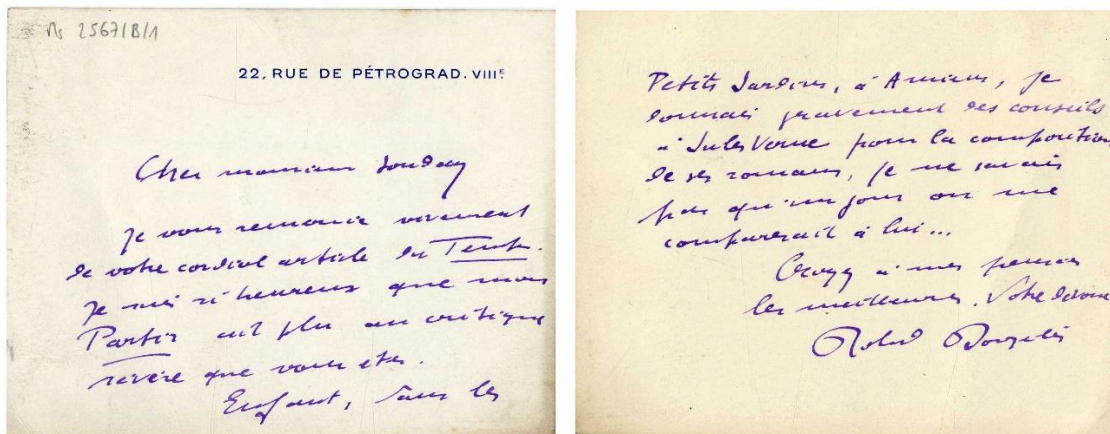 Ms 2567/B/1
22, RUE DE PÉTROGRAD. VIIIE
Cher monsieur Souday
Je vous remercie vivement
de votre cordial article du Temps.
Je suis si heureux que mon
Partir ait plu au critique
sévère que vous êtes.
Enfant, dans les
Petits Jardins, à Amiens, je
donnais gravement des conseils
à Jules Verne pour la composition
de ses romans, je ne savais
pas qu'un jour on me
comparerait à lui...
Croyez à mes pensées
les meilleures. Votre dévoué
Roland Dorgelès